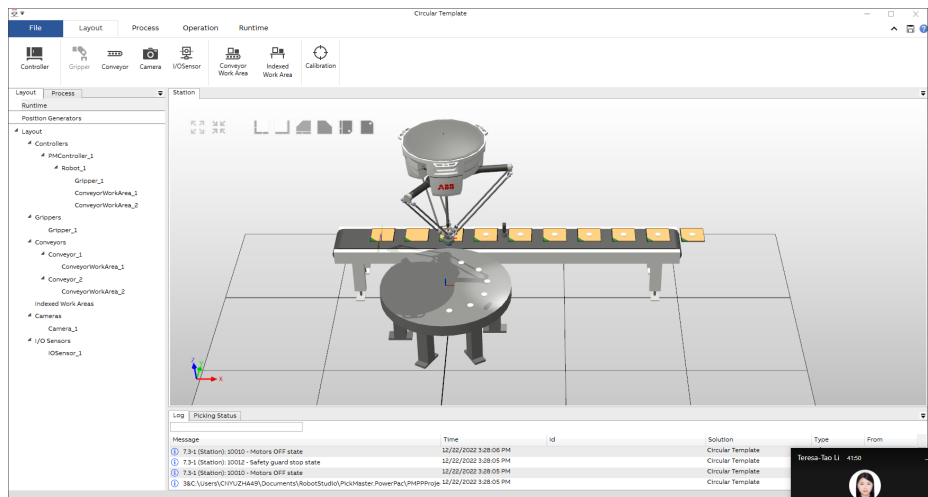 Circular Template
File Layout Process Operation Runtime
Controller Gripper Conveyor Camera I/OSensor Conveyor Work Area Indexed Work Area Calibration
Layout Process
Station
Runtime
Position Generators
Layout
Controllers
PMController_1
Robot_1
Gripper_1
ConveyorWorkArea_1
ConveyorWorkArea_2
Grippers
Gripper_1
Conveyors
Conveyor_1
ConveyorWorkArea_1
Conveyor_2
ConveyorWorkArea_2
Indexed Work Areas
Cameras
Camera_1
I/O Sensors
IOSensor_1
ABB
Z
Y
X
Log Picking Status
Message Time Id Solution Type From
7.3-1 (Station): 10010 - Motors OFF state 12/22/2022 3:28:06 PM Circular Template
7.3-1 (Station): 10012 - Safety guard stop state 12/22/2022 3:28:05 PM Circular Template
7.3-1 (Station): 10010 - Motors OFF state 12/22/2022 3:28:05 PM Circular Template
3&C:\Users\CNYUZHA49\Documents\RobotStudio\PickMaster.PowerPac\PMPPProje 12/22/2022 3:28:05 PM Circular Template
Teresa-Tao Li 41:50